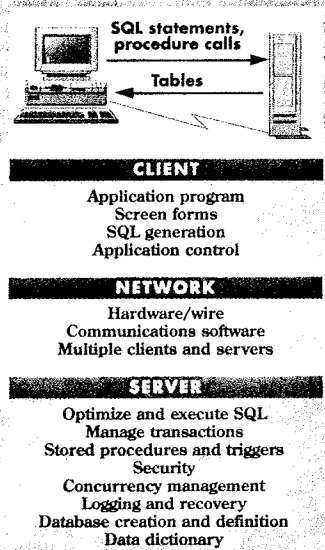 SQL statements,
procedure calls
Tables
CLIENT
Application program
Screen forms
SQL generation
Application control
NETWORK
Hardware/wire
Communications software
Multiple clients and servers
SERVER
Optimize and execute SQL
Manage transactions
Stored procedures and triggers
Security
Concurrency management
Logging and recovery
Database creation and definition
Data dictionary